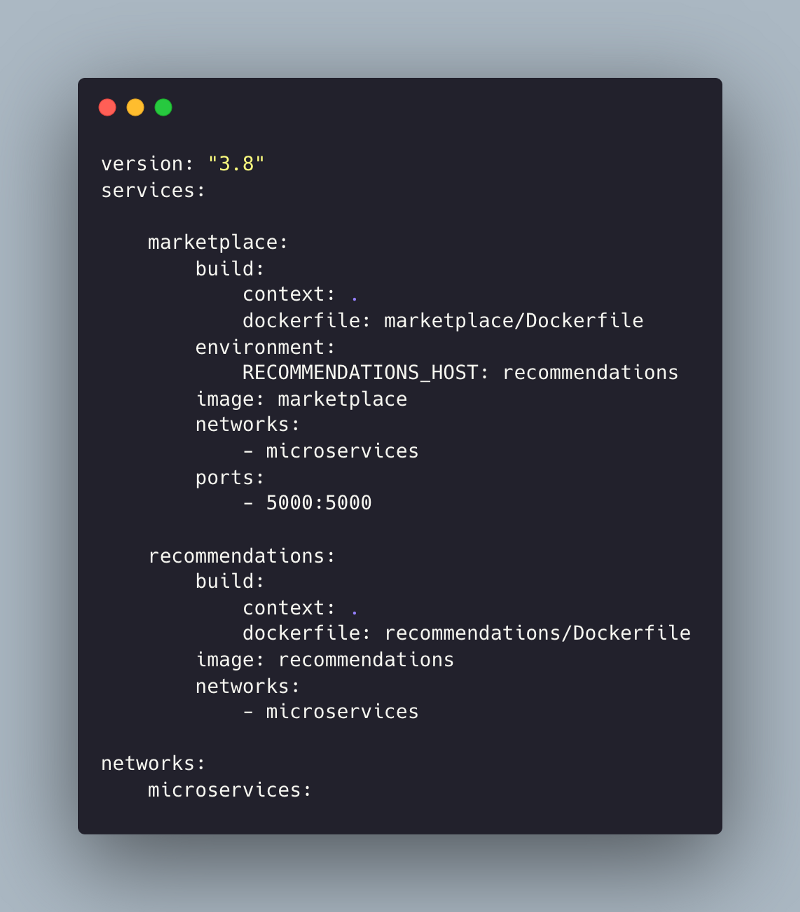 version: "3.8"
services:

    marketplace:
        build:
            context: .
            dockerfile: marketplace/Dockerfile
        environment:
            RECOMMENDATIONS_HOST: recommendations
        image: marketplace
        networks:
            - microservices
        ports:
            - 5000:5000

    recommendations:
        build:
            context: .
            dockerfile: recommendations/Dockerfile
        image: recommendations
        networks:
            - microservices

networks:
    microservices: